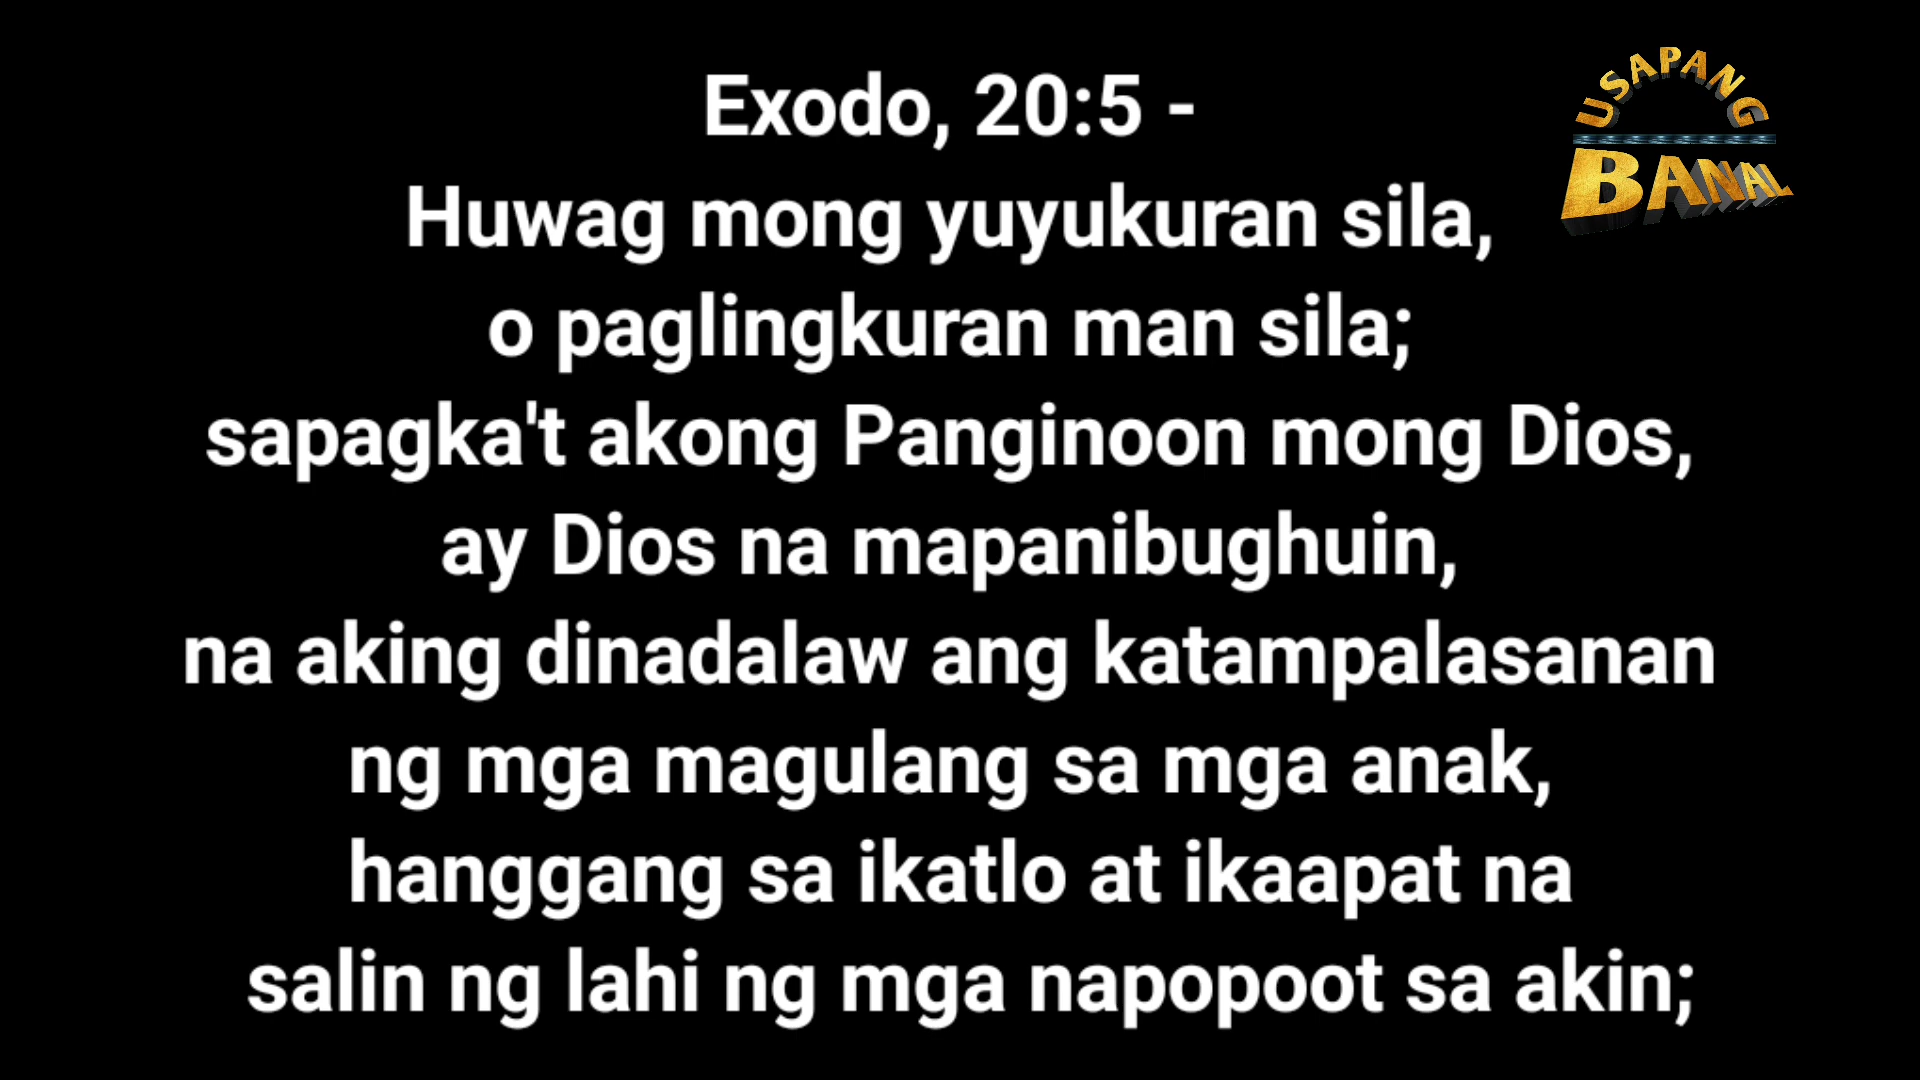 Exodo, 20:5 -
Huwag mong yuyukuran sila,
o paglingkuran man sila;
sapagka't akong Panginoon mong Dios,
ay Dios na mapanibughuin,
na aking dinadalaw ang katampalasanan
ng mga magulang sa mga anak,
hanggang sa ikatlo at ikaapat na
salin ng lahi ng mga napopoot sa akin;
USAPANG
BANAL